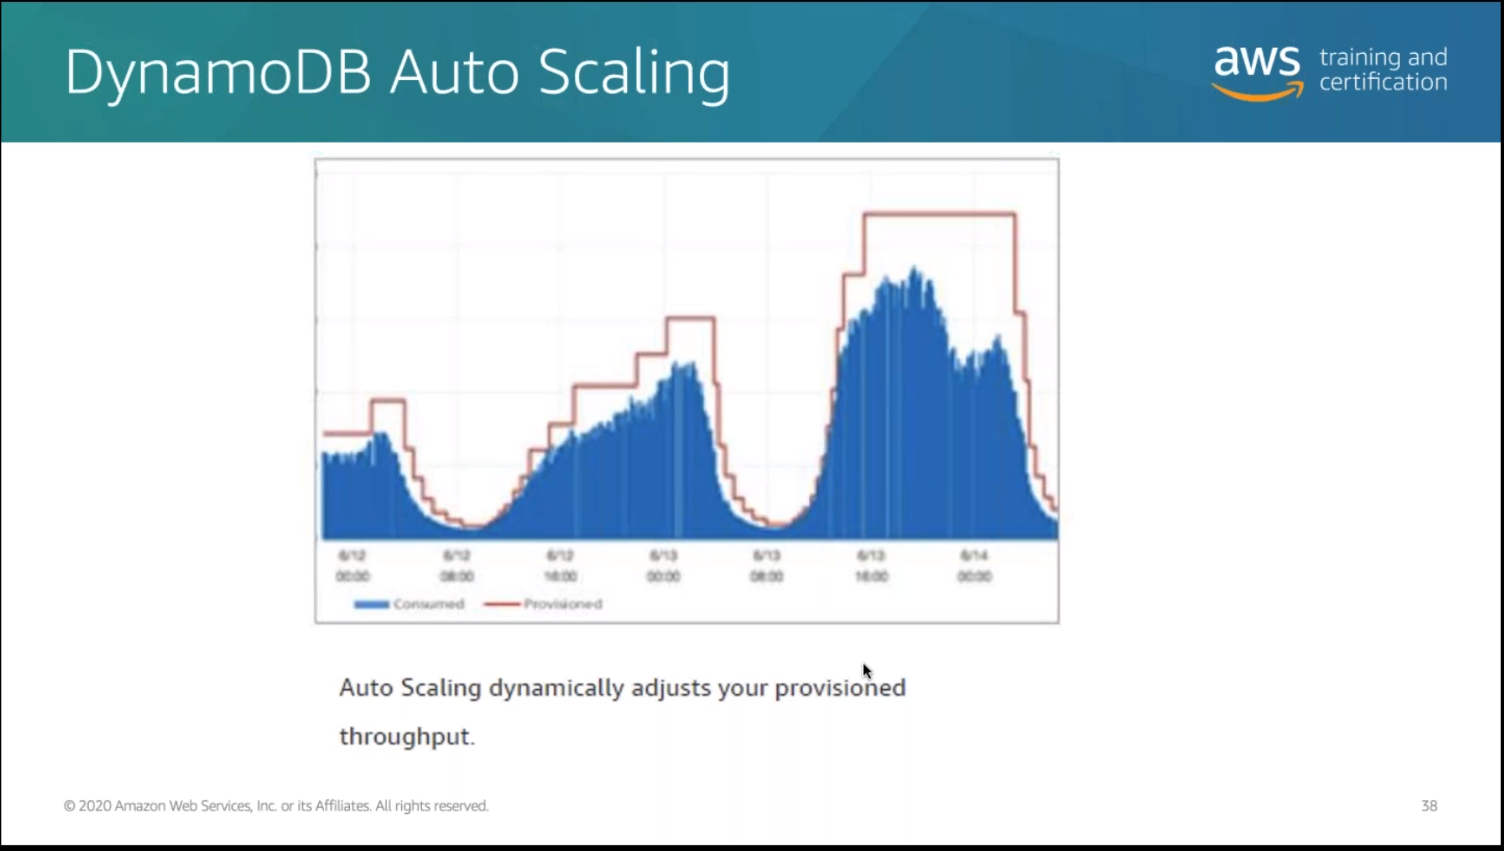 DynamoDB Auto Scaling
aws training and
certification
6/12 6/12 6/12 6/13 6/13 6/13 6/14
00:00 08:00 16:00 00:00 08:00 16:00 00:00
Consumed Provisioned
Auto Scaling dynamically adjusts your provisioned
throughput.
© 2020 Amazon Web Services, Inc. or its Affiliates. All rights reserved. 38